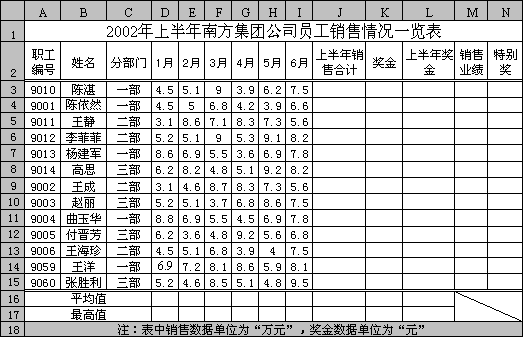 A B C D E F G H I J K L M N
1 2002年上半年南方集团公司员工销售情况一览表
2 职工编号 姓名 分部门 1月 2月 3月 4月 5月 6月 上半年销售合计 奖金 上半年奖金 销售业绩 特别奖
3 9010 陈湛 一部 4.5 5.1 9 3.9 6.2 7.5
4 9001 陈依然 一部 4.5 5 6.8 4.2 3.9 6.6
5 9011 王静 二部 3.1 8.6 7.1 8.3 7.3 5.6
6 9012 李菲菲 二部 5.2 5.1 9 5.3 9.1 8.2
7 9013 杨建军 一部 8.6 6.9 5.5 3.6 6.9 7.8
8 9014 高思 三部 6.2 8.2 4.8 5.1 9.2 8.2
9 9002 王成 二部 3.1 4.6 8.7 8.3 7.3 5.6
10 9003 赵丽 三部 5.2 5.1 3.7 6.8 8.6 7.5
11 9004 曲玉华 一部 8.8 6.9 5.5 4.5 6.9 7.8
12 9005 付晋芳 三部 6.2 3.6 4.8 9.2 5.6 6.8
13 9006 王海珍 二部 4.5 5.1 6.8 3.9 4 7.5
14 9059 王洋 一部 6.9 7.2 8.1 8.6 5.9 8.1
15 9060 张胜利 三部 5.2 4.6 8.5 5.1 4.8 9.5
16 平均值
17 最高值
18 注：表中销售数据单位为“万元”，奖金数据单位为“元”